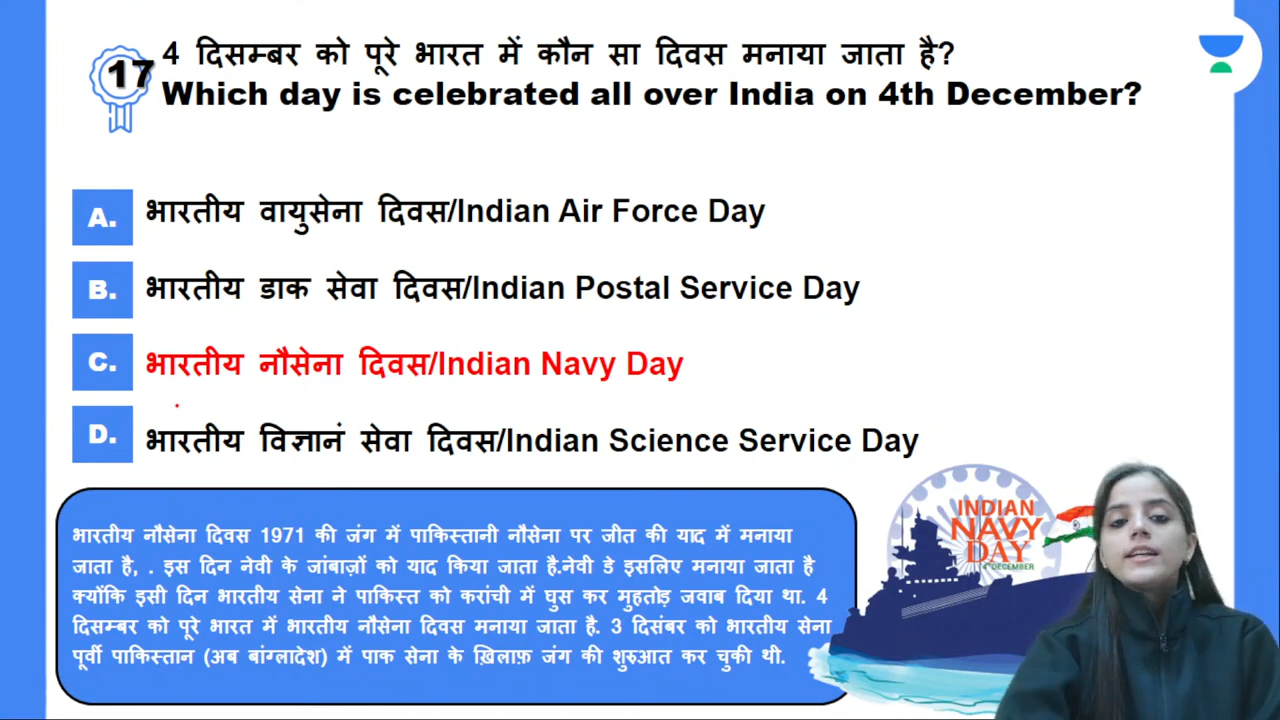 17
4 दिसम्बर को पूरे भारत में कौन सा दिवस मनाया जाता है?
Which day is celebrated all over India on 4th December?
A. भारतीय वायुसेना दिवस/Indian Air Force Day
B. भारतीय डाक सेवा दिवस/Indian Postal Service Day
C. भारतीय नौसेना दिवस/Indian Navy Day
D. भारतीय विज्ञानं सेवा दिवस/Indian Science Service Day
भारतीय नौसेना दिवस 1971 की जंग में पाकिस्तानी नौसेना पर जीत की याद में मनाया
जाता है, . इस दिन नेवी के जांबाज़ों को याद किया जाता है.नेवी डे इसलिए मनाया जाता है
क्योंकि इसी दिन भारतीय सेना ने पाकिस्त को करांची में घुस कर मुहतोड़ जवाब दिया था. 4
दिसम्बर को पूरे भारत में भारतीय नौसेना दिवस मनाया जाता है. 3 दिसंबर को भारतीय सेना
पूर्वी पाकिस्तान (अब बांग्लादेश) में पाक सेना के ख़िलाफ़ जंग की शुरुआत कर चुकी थी.
INDIAN
NAVY
DAY
4th DECEMBER